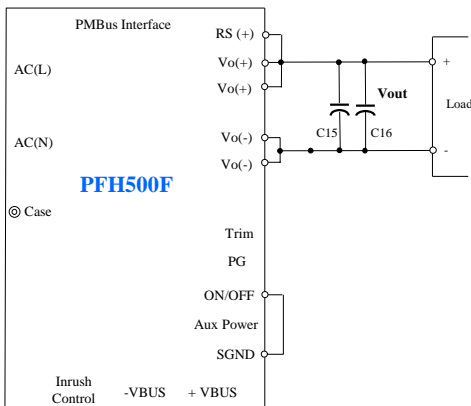 PMBus Interface
RS (+)
AC(L)
Vo(+)
+
Vo(+)
Vout
Load
C15
C16
AC(N)
Vo(-)
-
Vo(-)
PFH500F
Case
Trim
PG
ON/OFF
Aux Power
SGND
Inrush
Control
-VBUS
+ VBUS